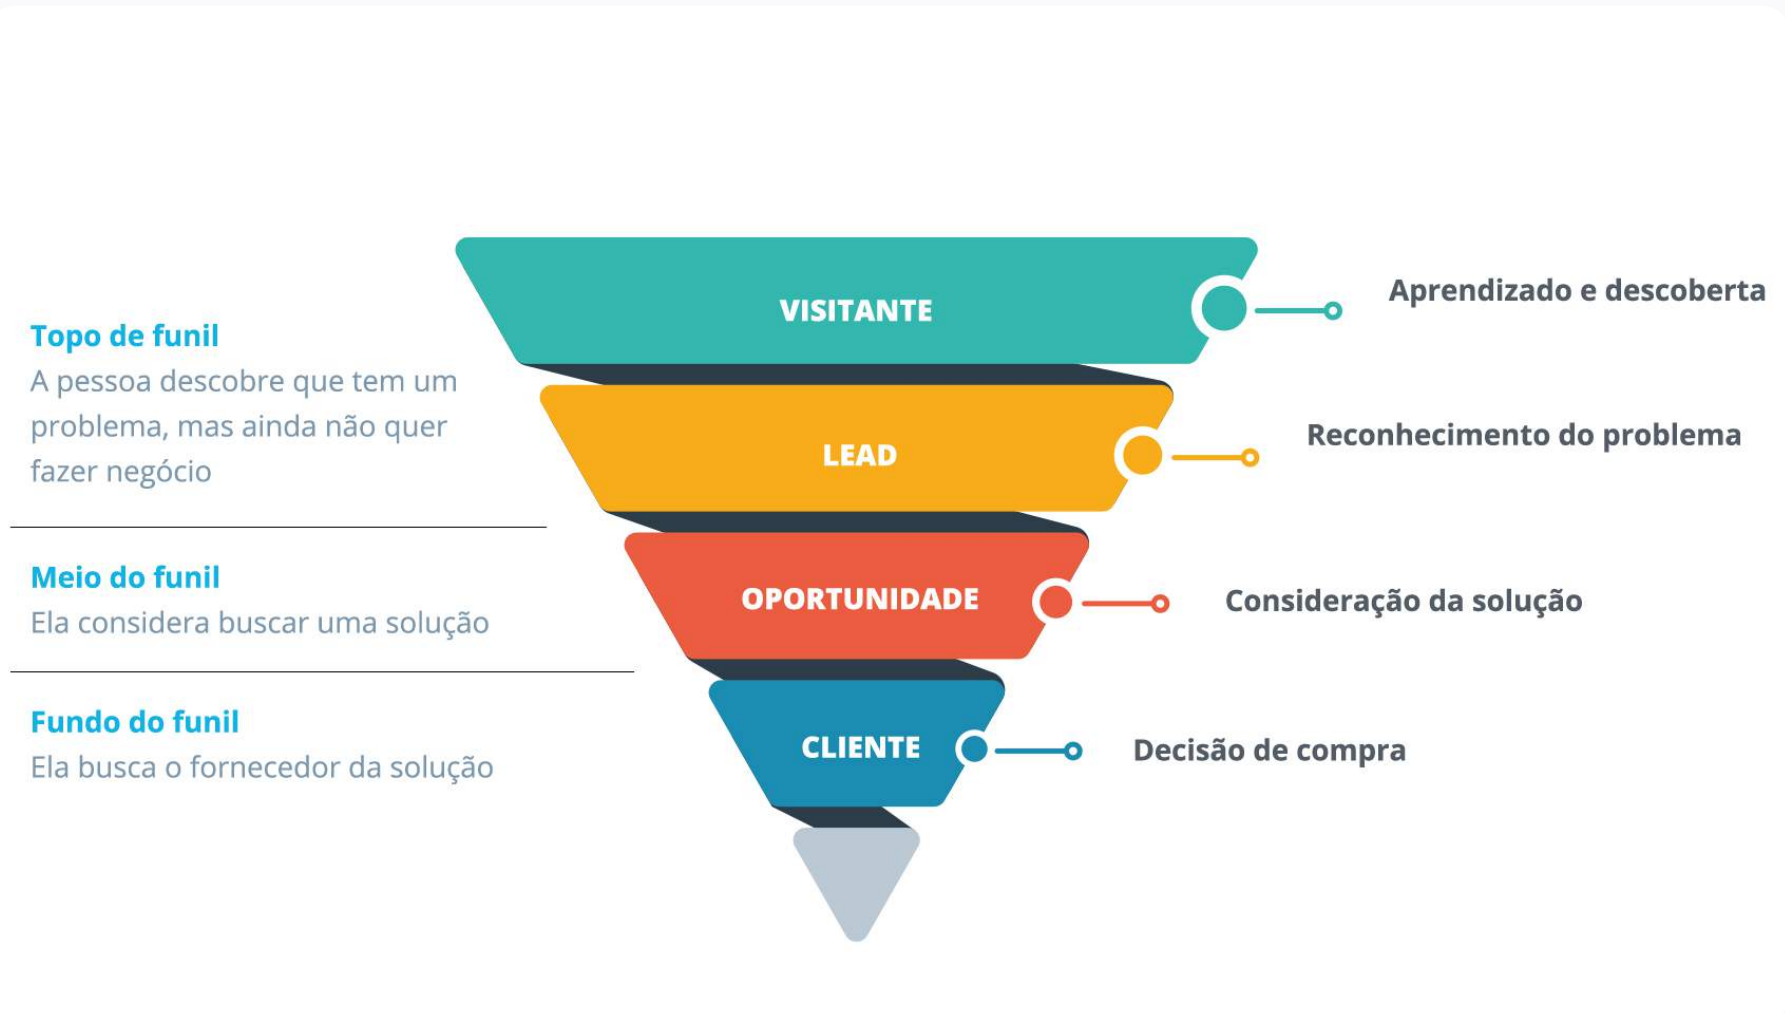 Topo de funil
A pessoa descobre que tem um
problema, mas ainda não quer
fazer negócio
Meio do funil
Ela considera buscar uma solução
Fundo do funil
Ela busca o fornecedor da solução
VISITANTE
LEAD
OPORTUNIDADE
CLIENTE
Aprendizado e descoberta
Reconhecimento do problema
Consideração da solução
Decisão de compra